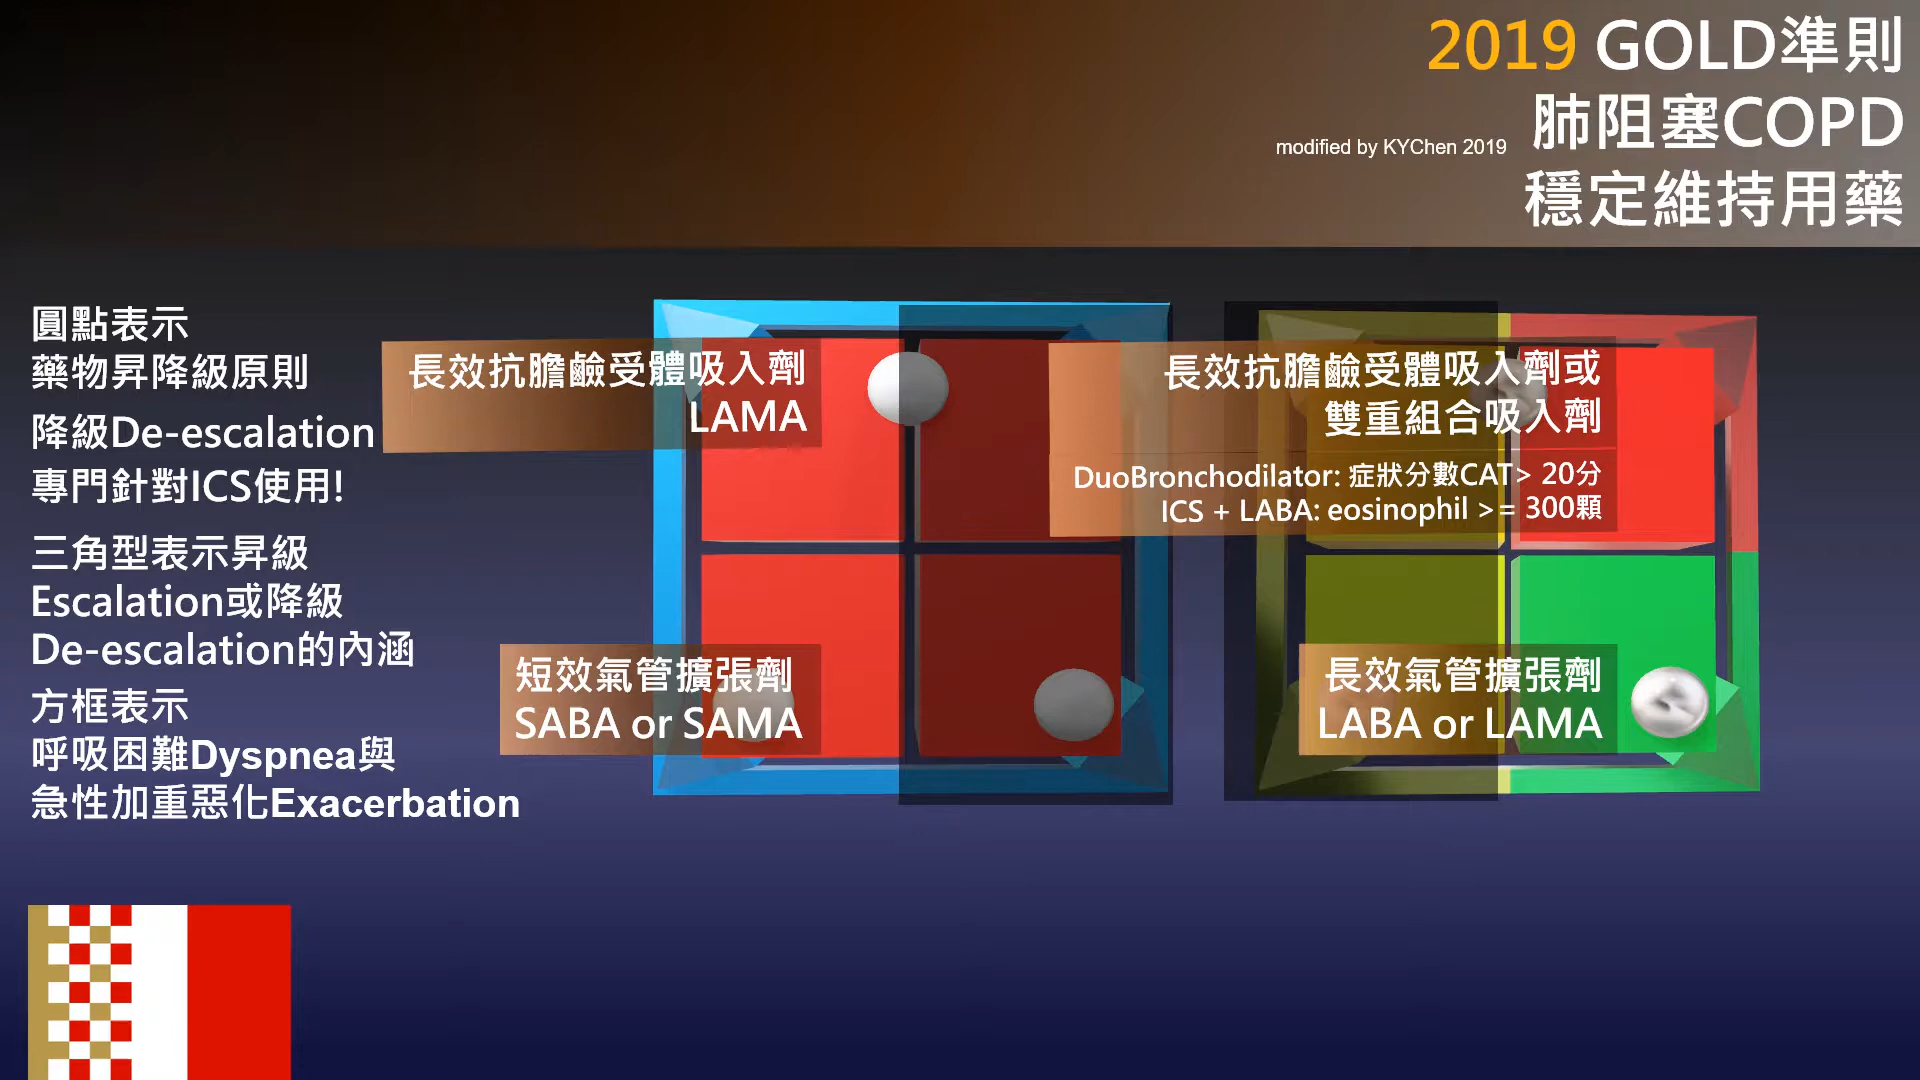 2019 GOLD準則
肺阻塞COPD
modified by KYChen 2019
穩定維持用藥
圓點表示
藥物昇降級原則
降級De-escalation
專門針對ICS使用!
三角型表示昇級
Escalation或降級
De-escalation的內涵
方框表示
呼吸困難Dyspnea與
急性加重惡化Exacerbation
長效抗膽鹼受體吸入劑
LAMA
長效抗膽鹼受體吸入劑或
雙重組合吸入劑
DuoBronchodilator: 症狀分數CAT> 20分
ICS + LABA: eosinophil >= 300顆
短效氣管擴張劑
SABA or SAMA
長效氣管擴張劑
LABA or LAMA